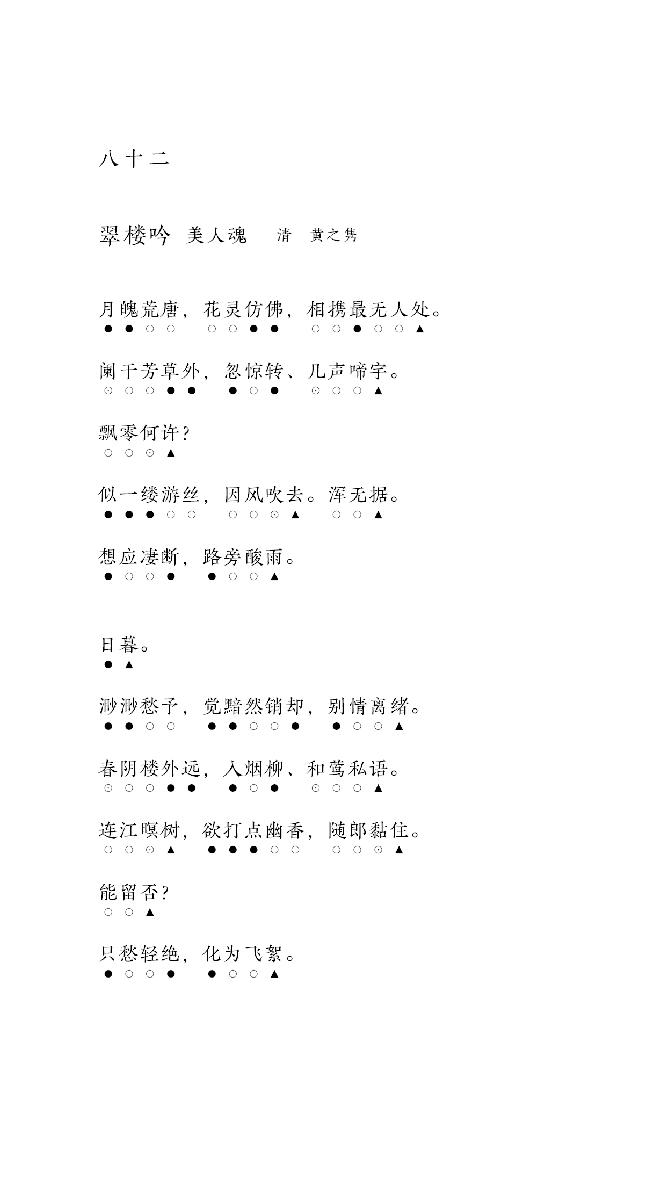 八十二
翠楼吟 美人魂 清 黄之隽
月魄荒唐，花灵仿佛，相携最无人处。
●●○○ ○○●● ○○●○○▲
阑干芳草外，忽惊转、几声啼宇。
⊙○○●● ●○● ⊙○○▲
飘零何许？
○○⊙▲
似一缕游丝，因风吹去。浑无据。
●●●○○ ○○⊙▲ ○○▲
想应凄断，路旁酸雨。
●○○● ●○○▲
日暮。
●▲
渺渺愁予，觉黯然销却，别情离绪。
●●○○ ●●○○● ●○○▲
春阴楼外远，入烟柳、和莺私语。
⊙○○●● ●○● ⊙○○▲
连江暝树，欲打点幽香，随郎黏住。
○○⊙▲ ●●●○○ ○○⊙▲
能留否？
○○▲
只愁轻绝，化为飞絮。
●○○● ●○○▲